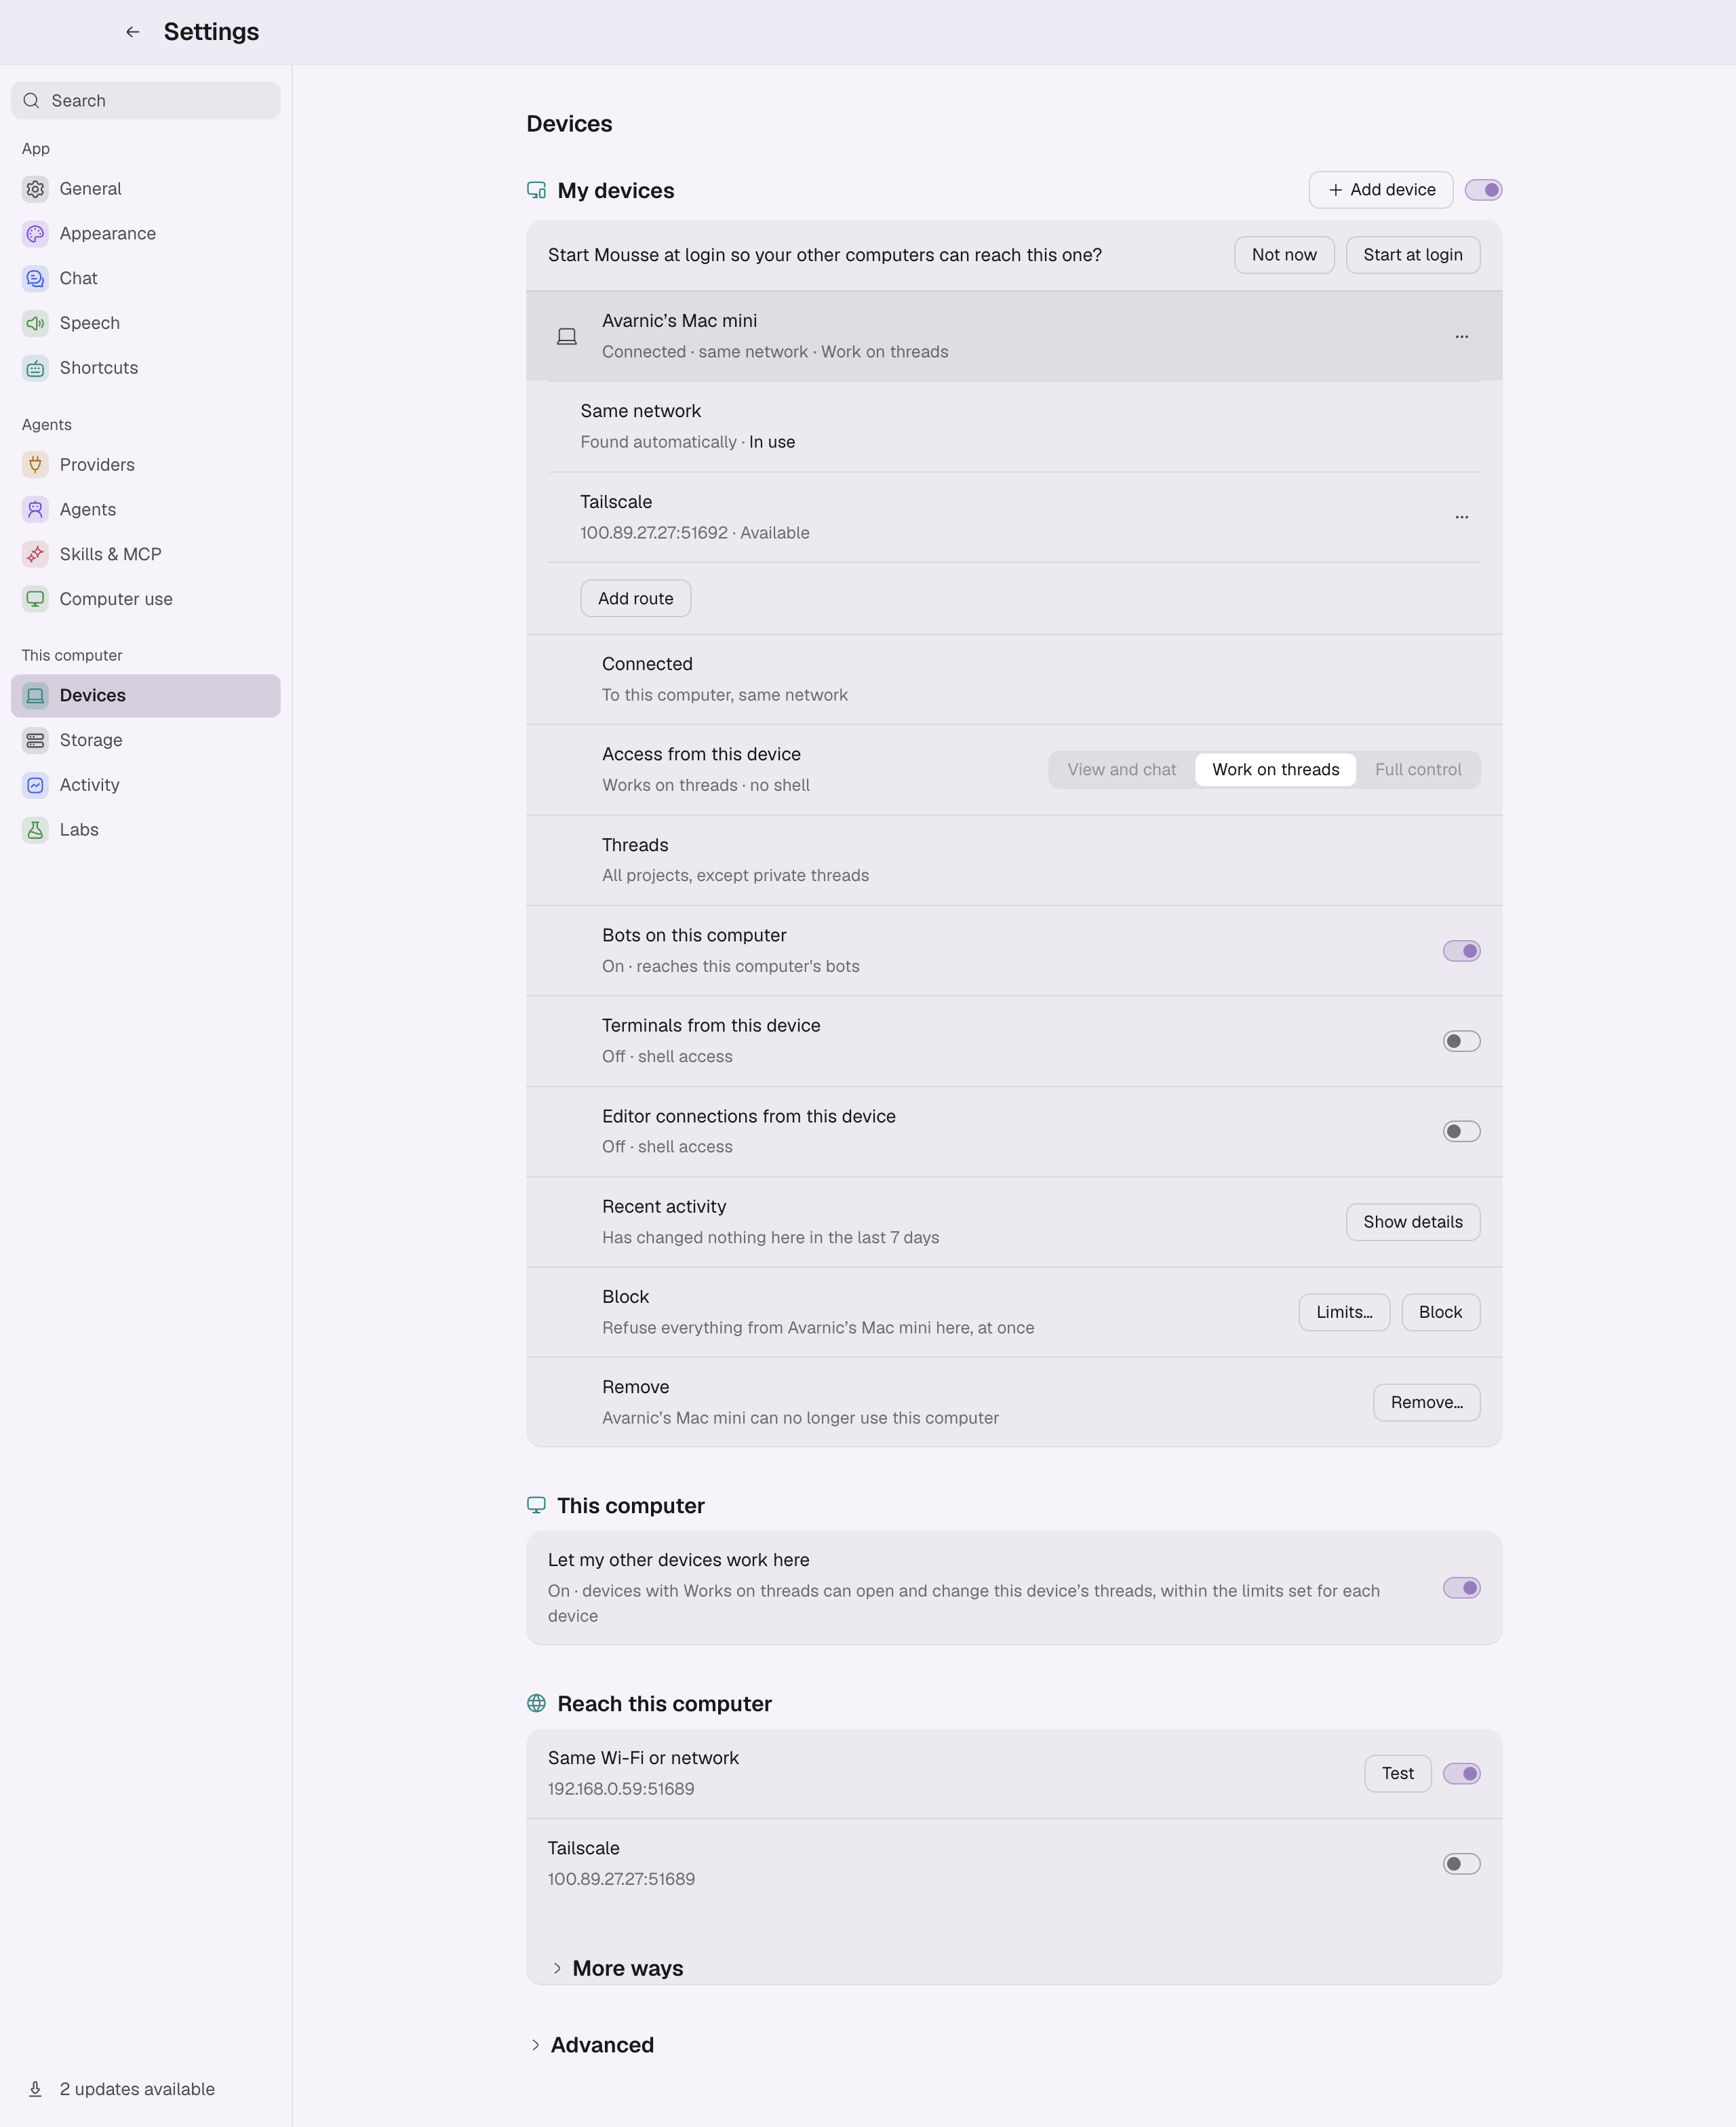 Settings
Search
App
General
Appearance
Chat
Speech
Shortcuts
Agents
Providers
Agents
Skills & MCP
Computer use
This computer
Devices
Storage
Activity
Labs
2 updates available
Devices
My devices
Add device
Start Mousse at login so your other computers can reach this one?
Not now
Start at login
Avarnic’s Mac mini
Connected · same network · Work on threads
Same network
Found automatically · In use
Tailscale
100.89.27.27:51692 · Available
Add route
Connected
To this computer, same network
Access from this device
Works on threads · no shell
View and chat
Work on threads
Full control
Threads
All projects, except private threads
Bots on this computer
On · reaches this computer's bots
Terminals from this device
Off · shell access
Editor connections from this device
Off · shell access
Recent activity
Has changed nothing here in the last 7 days
Show details
Block
Refuse everything from Avarnic’s Mac mini here, at once
Limits…
Block
Remove
Avarnic’s Mac mini can no longer use this computer
Remove…
This computer
Let my other devices work here
On · devices with Works on threads can open and change this device’s threads, within the limits set for each
device
Reach this computer
Same Wi-Fi or network
192.168.0.59:51689
Test
Tailscale
100.89.27.27:51689
More ways
Advanced